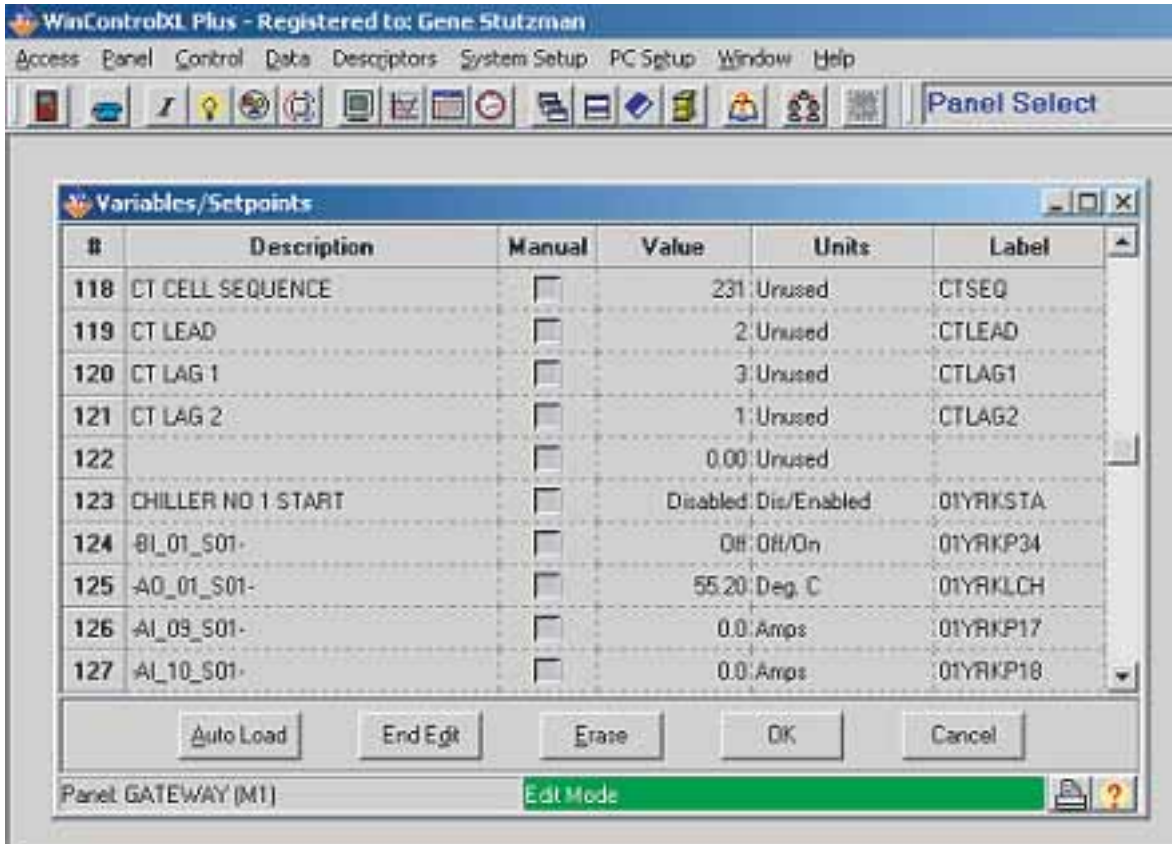 WinControlXL Plus - Registered to: Gene Stutzman
Access Panel Control Data Descriptors System Setup PC Setup Window Help
Panel Select
Variables/Setpoints
# Description Manual Value Units Label
118 CT CELL SEQUENCE 231 Unused CTSEQ
119 CT LEAD 2 Unused CTLEAD
120 CT LAG 1 3 Unused CTLAG1
121 CT LAG 2 1 Unused CTLAG2
122 0.00 Unused
123 CHILLER NO 1 START Disabled Dis/Enabled 01YRKSTA
124 -BI_01_S01- Off Off/On 01YRKP34
125 -AO_01_S01- 55.20 Deg. C 01YRKLCH
126 -AI_09_S01- 0.0 Amps 01YRKP17
127 -AI_10_S01- 0.0 Amps 01YRKP18
Auto Load End Edit Erase OK Cancel
Panel: GATEWAY (M1) Edit Mode ?